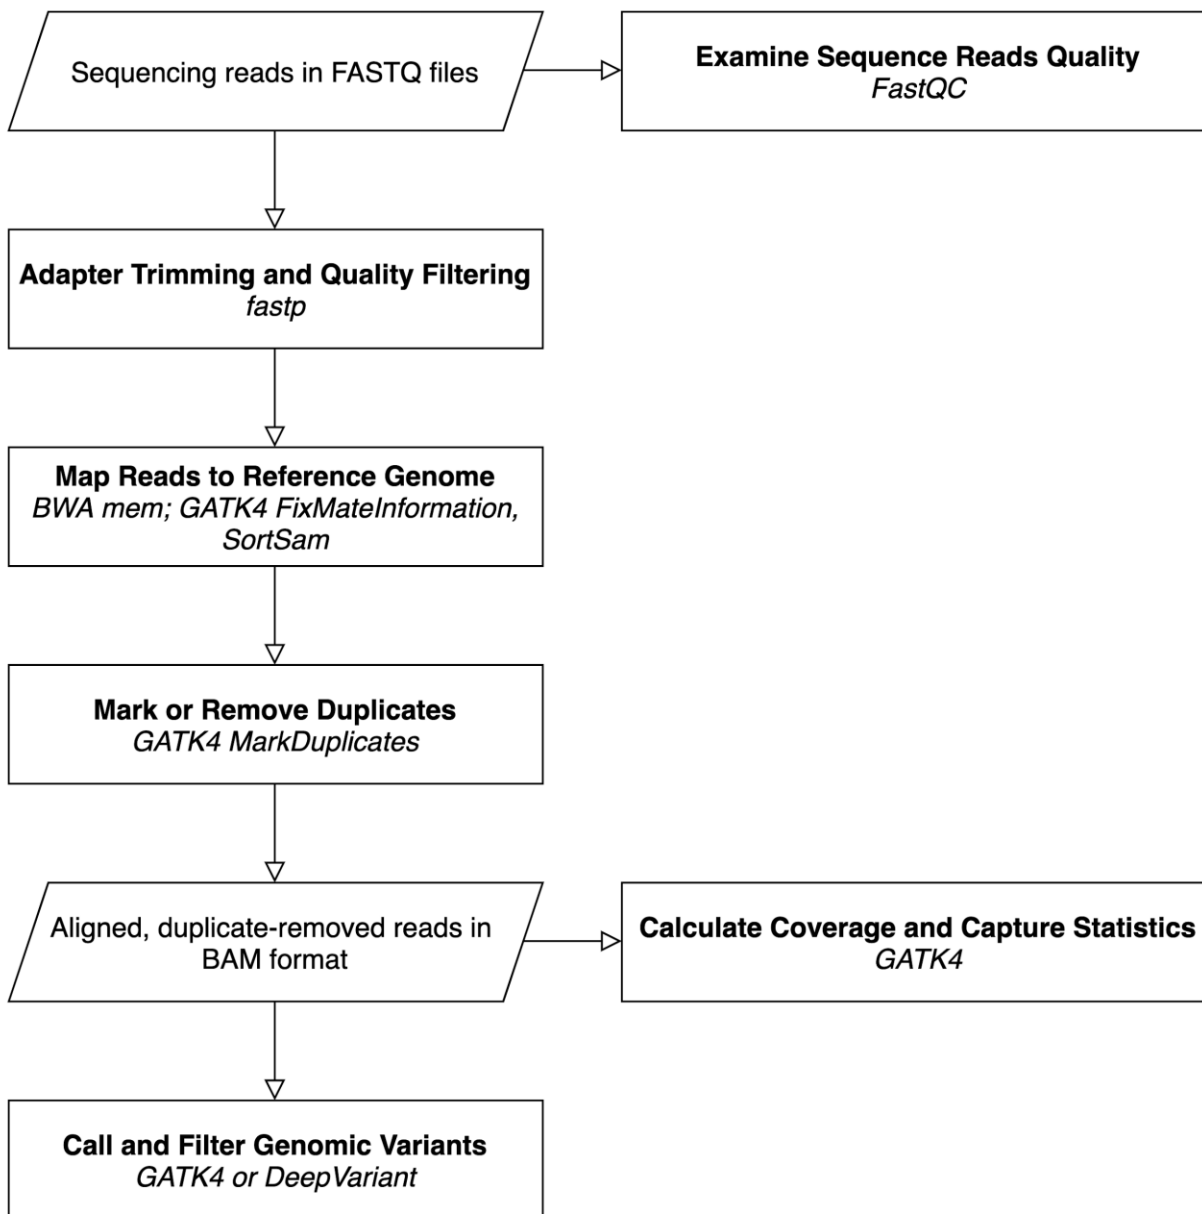 Sequencing reads in FASTQ files
Examine Sequence Reads Quality
FastQC
Adapter Trimming and Quality Filtering
fastp
Map Reads to Reference Genome
BWA mem; GATK4 FixMateInformation,
SortSam
Mark or Remove Duplicates
GATK4 MarkDuplicates
Aligned, duplicate-removed reads in
BAM format
Calculate Coverage and Capture Statistics
GATK4
Call and Filter Genomic Variants
GATK4 or DeepVariant